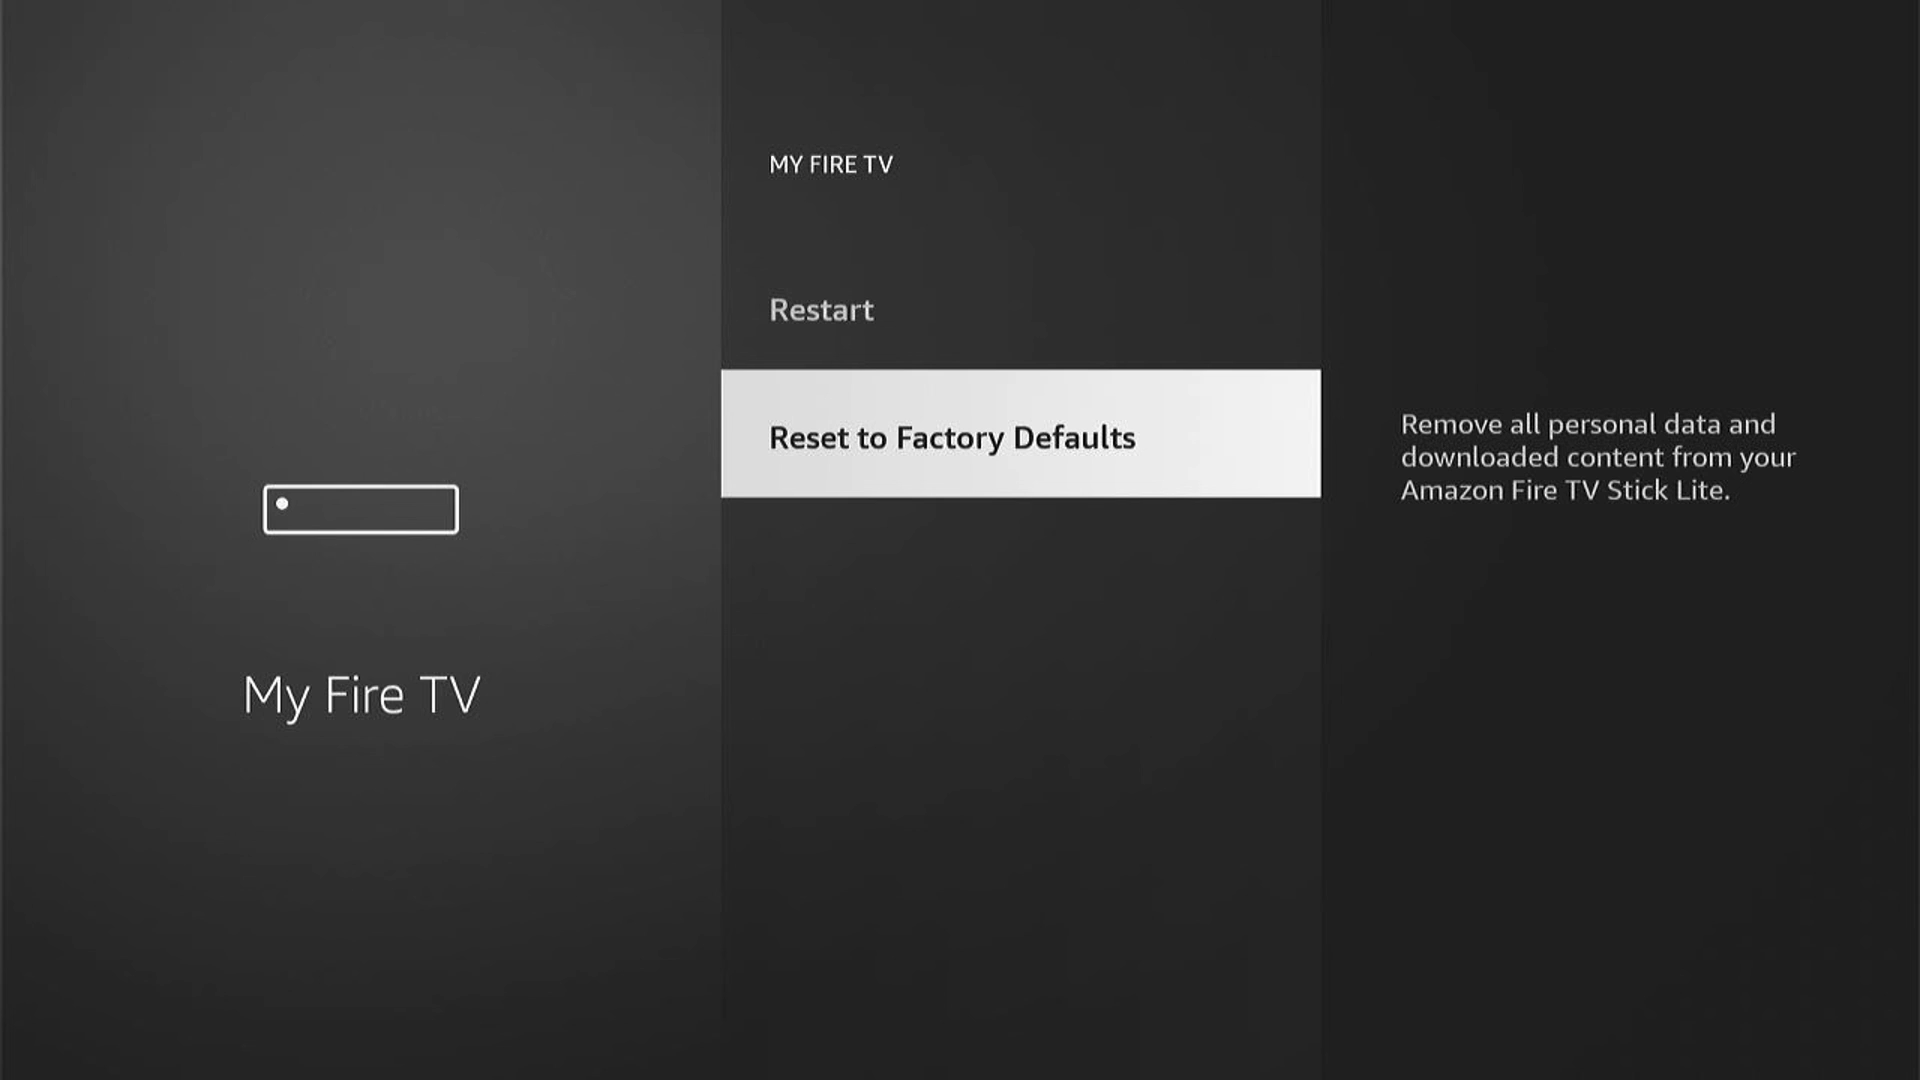 My Fire TV
MY FIRE TV
Restart
Reset to Factory Defaults
Remove all personal data and
downloaded content from your
Amazon Fire TV Stick Lite.